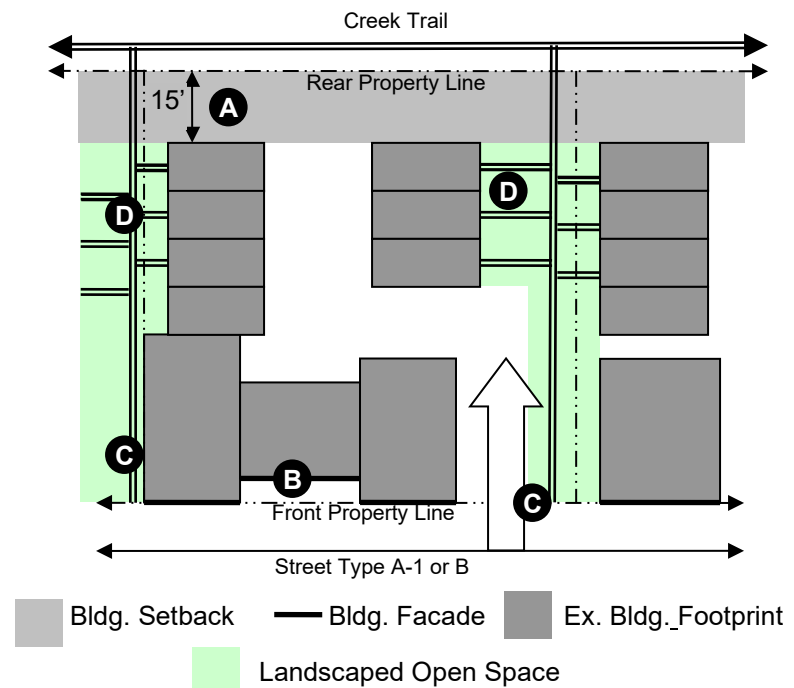 Creek Trail
Rear Property Line
15’
A
D
D
C
B
C
Front Property Line
Street Type A-1 or B
Bldg. Setback
Bldg. Facade
Ex. Bldg. Footprint
Landscaped Open Space